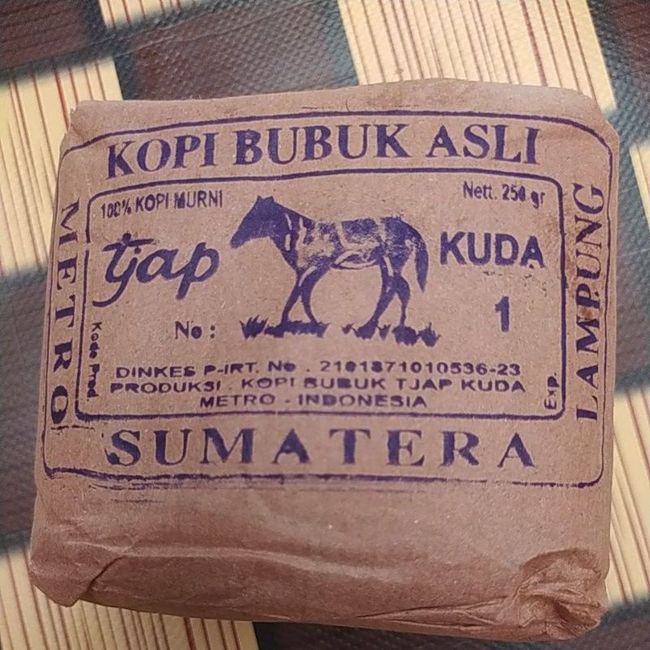 KOPI BUBUK ASLI
100% KOPI MURNI
Nett. 250 gr
tjap KUDA
No : 1
Kode Prod
Exp.
DINKES P-IRT. No . 2101871010536-23
PRODUKSI . KOPI BUBUK TJAP KUDA
METRO - INDONESIA
METRO
LAMPUNG
SUMATERA